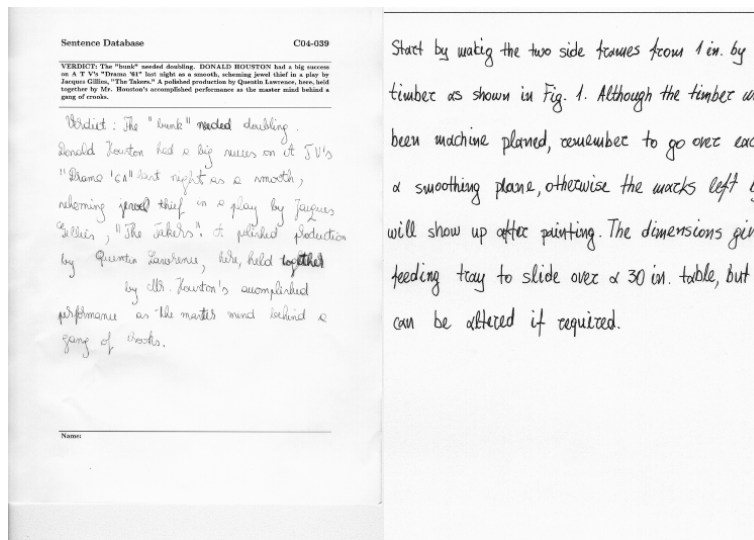 Sentence Database C04-039
VERDICT: The "bunk" needed doubling. DONALD HOUSTON had a big success
on A T V's "Drama '61" last night as a smooth, scheming jewel thief in a play by
Jacques Gillies, "The Takers." A polished production by Quentin Lawrence, here, held
together by Mr. Houston's accomplished performance as the master mind behind a
gang of crooks.
Verdict : The "bunk" needed doubling.
Donald Houston had a big succes on A TV's
"Drama '61" last night as a smooth,
scheming jewel thief in a play by Jacques
Gillies, "The Takers". A polished production
by Quentin Lawrence, here, held together
by Mr. Houston's accomplished
performance as the master mind behind a
gang of crooks.
Name:
Start by making the two side frames from 1 in. by
timber as shown in Fig. 1. Although the timber
been machine planed, remember to go over
a smoothing plane, otherwise the marks left
will show up after painting. The dimensions
feeding tray to slide over a 30 in. table, but
can be altered if required.